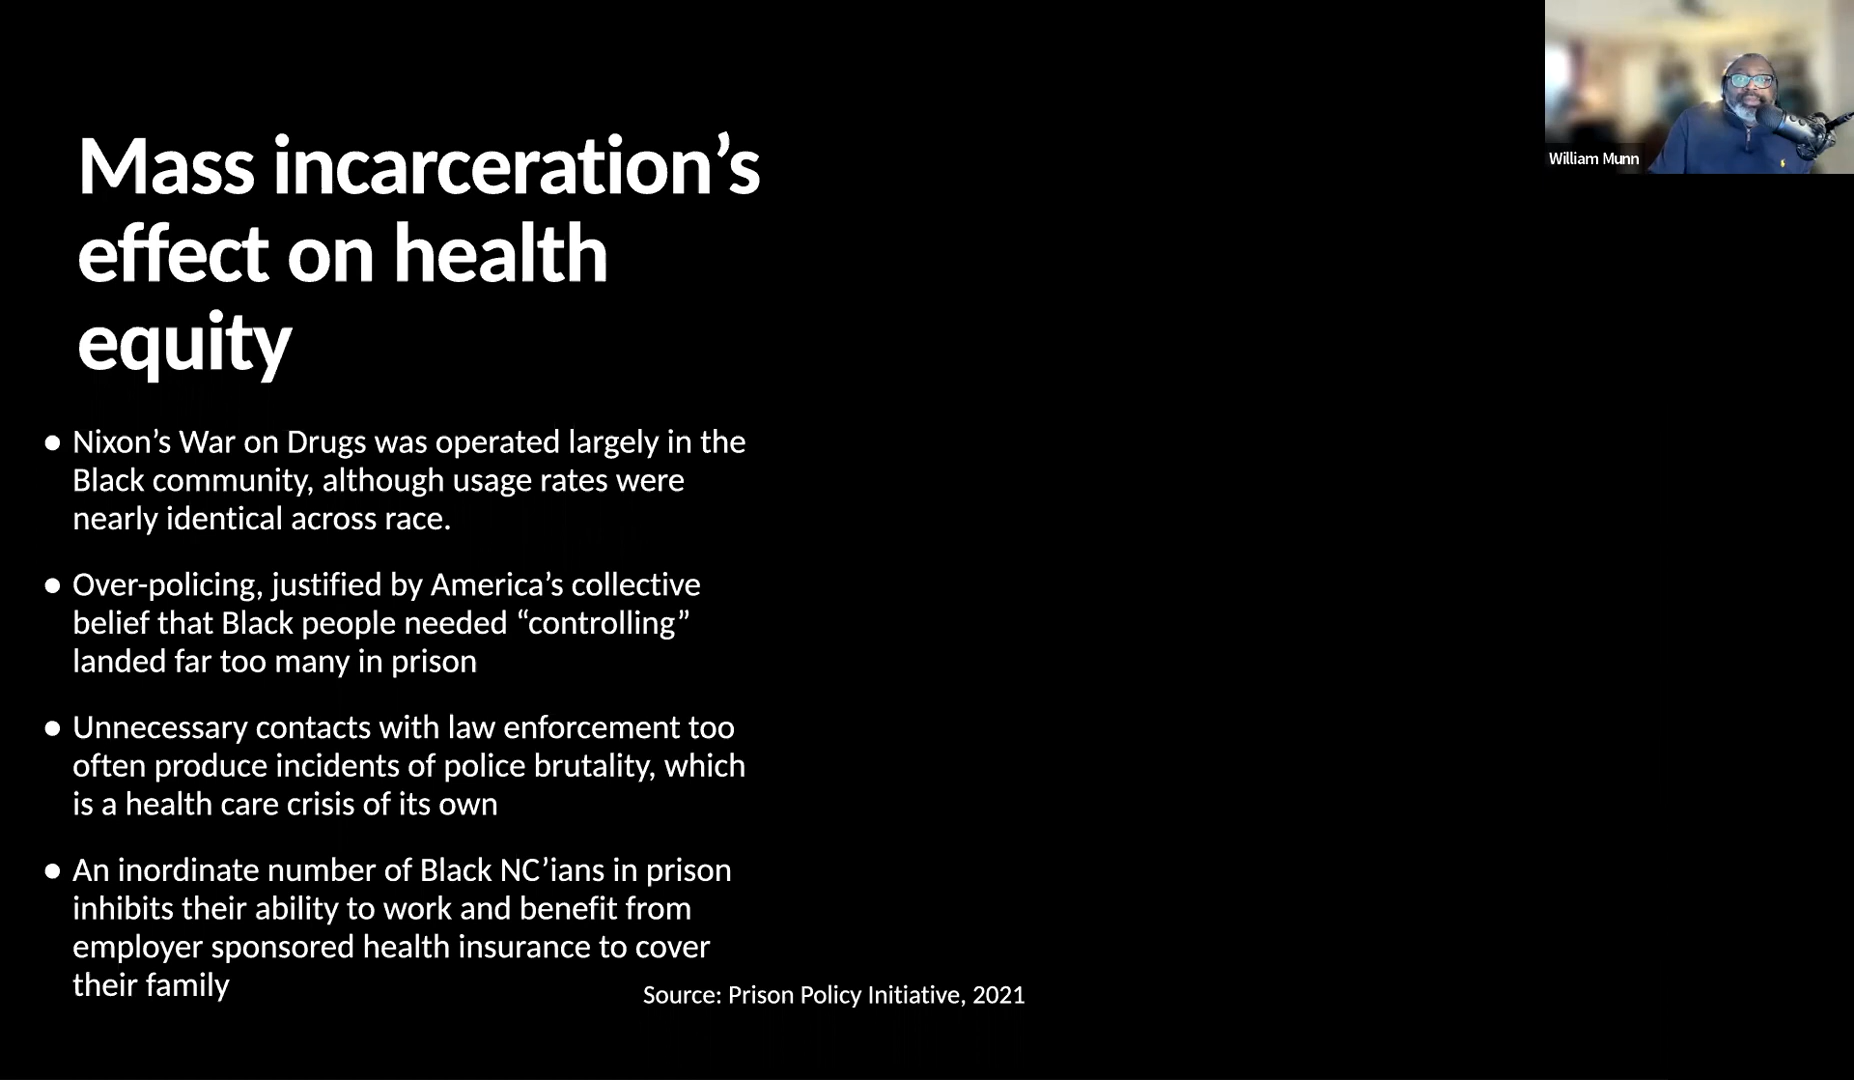 Mass incarceration’s
effect on health
equity
● Nixon’s War on Drugs was operated largely in the
Black community, although usage rates were
nearly identical across race.
● Over-policing, justified by America’s collective
belief that Black people needed “controlling”
landed far too many in prison
● Unnecessary contacts with law enforcement too
often produce incidents of police brutality, which
is a health care crisis of its own
● An inordinate number of Black NC’ians in prison
inhibits their ability to work and benefit from
employer sponsored health insurance to cover
their family
Source: Prison Policy Initiative, 2021
William Munn